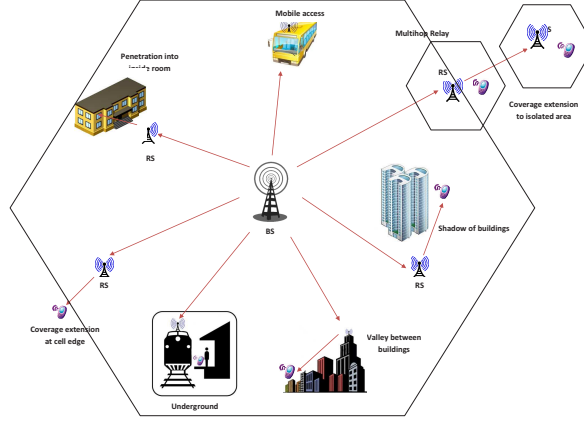 Mobile access
Multihop Relay
S
Penetration into
room
RS
Coverage extension
to isolated area
RS
BS
Shadow of buildings
RS
RS
Coverage extension
at cell edge
Valley between
buildings
Underground